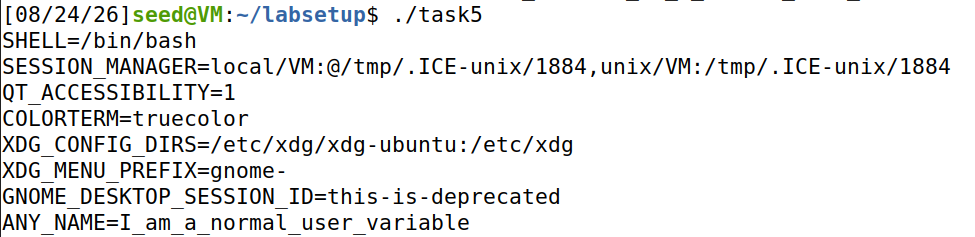 [08/24/26]seed@VM:~/labsetup$ ./task5
SHELL=/bin/bash
SESSION_MANAGER=local/VM:@/tmp/.ICE-unix/1884,unix/VM:/tmp/.ICE-unix/1884
QT_ACCESSIBILITY=1
COLORTERM=truecolor
XDG_CONFIG_DIRS=/etc/xdg/xdg-ubuntu:/etc/xdg
XDG_MENU_PREFIX=gnome-
GNOME_DESKTOP_SESSION_ID=this-is-deprecated
ANY_NAME=I_am_a_normal_user_variable